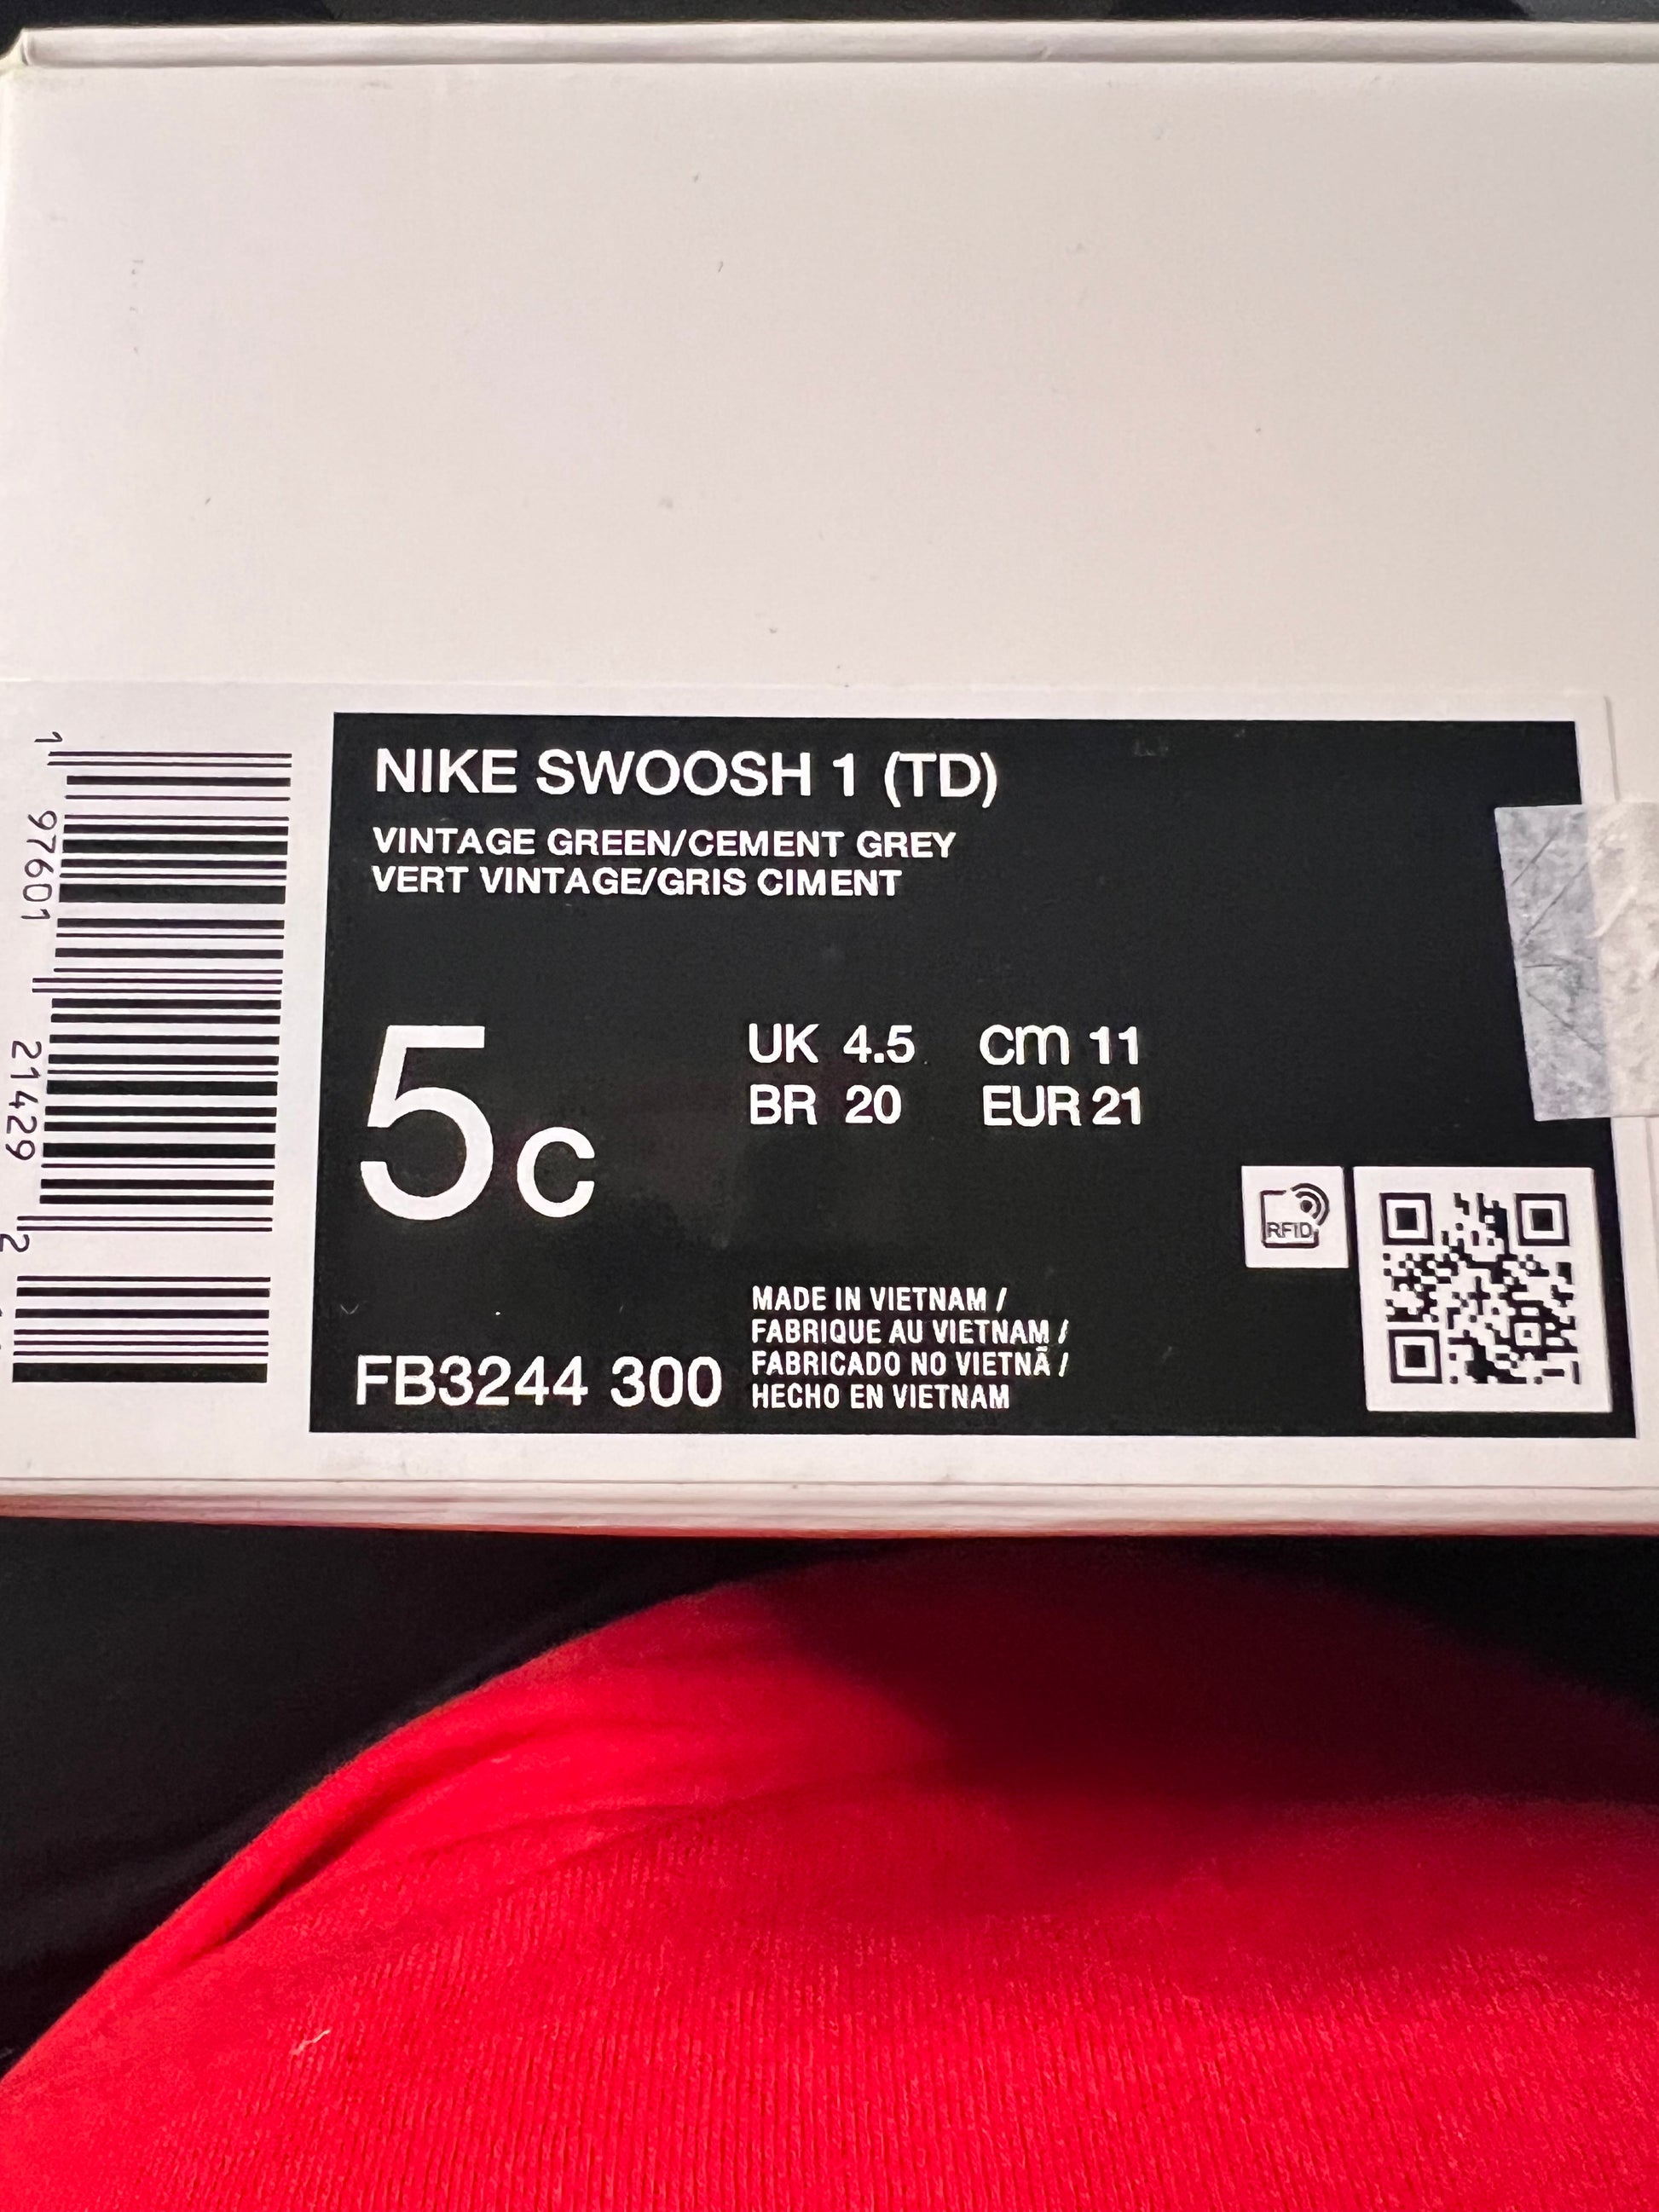 NIKE SWOOSH 1 (TD)
VINTAGE GREEN/CEMENT GREY
VERT VINTAGE/GRIS CIMENT
5c
UK 4.5 cm 11
BR 20 EUR 21
RFID
MADE IN VIETNAM /
FABRIQUE AU VIETNAM /
FABRICADO NO VIETNÃ /
HECHO EN VIETNAM
FB3244 300
1 97601 21429 2